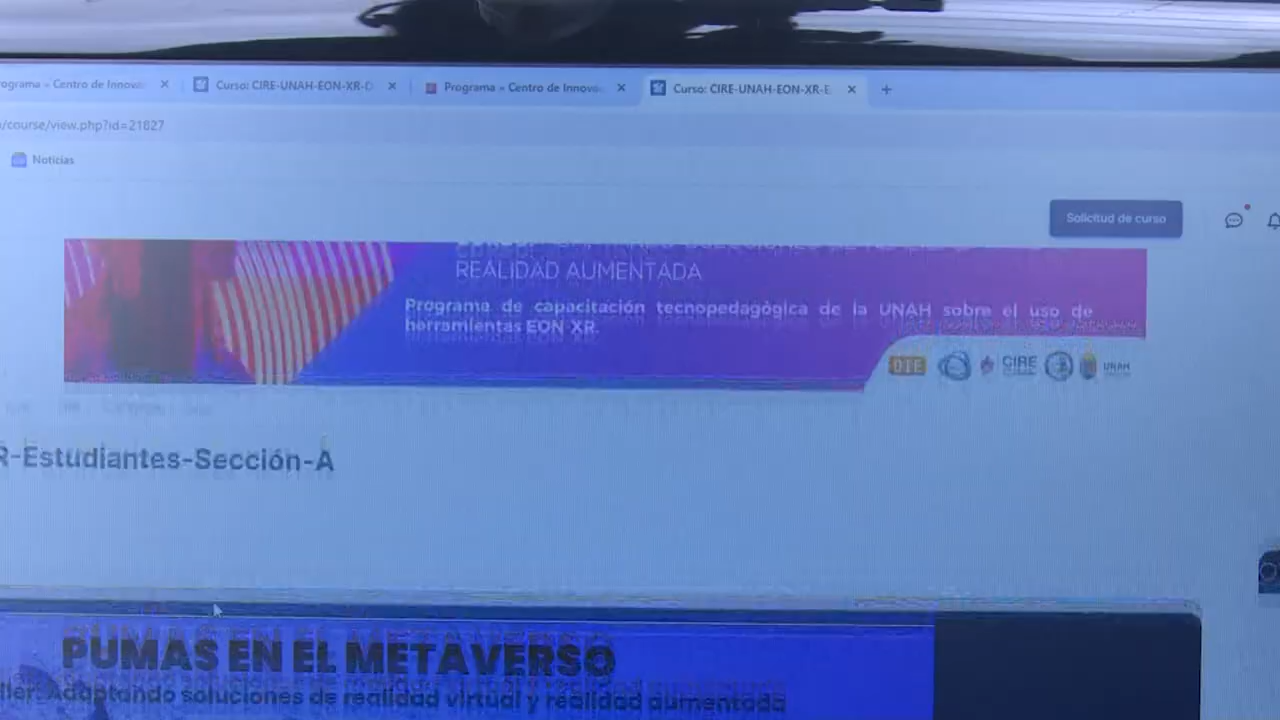 ograma – Centro de Innova
Curso: CIRE-UNAH-EON-XR-D
Programa – Centro de Innova
Curso: CIRE-UNAH-EON-XR-E
/course/view.php?id=21827
Noticias
Solicitud de curso
REALIDAD AUMENTADA
Programa de capacitación tecnopedagógica de la UNAH sobre el uso de
herramientas EON XR.
DIE
CIRE
UNAH
R-Estudiantes-Sección-A
PUMAS EN EL METAVERSO
ller: Adaptando soluciones de realidad virtual y realidad aumentada